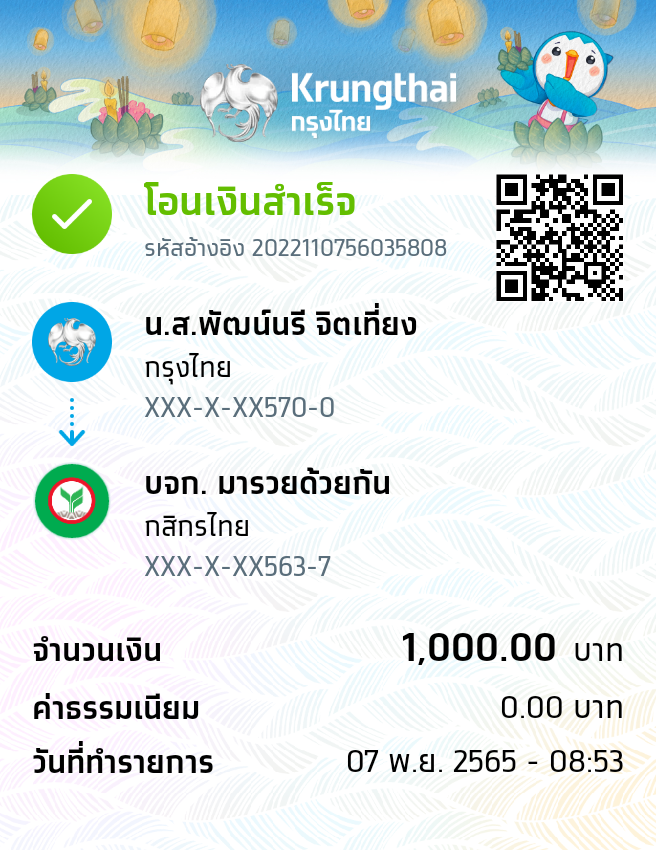 Krungthai
กรุงไทย
โอนเงินสำเร็จ
รหัสอ้างอิง 2022110756035808
น.ส.พัฒน์นรี จิตเที่ยง
กรุงไทย
XXX-X-XX570-0
บจก. มารวยด้วยกัน
กสิกรไทย
XXX-X-XX563-7
จำนวนเงิน 1,000.00 บาท
ค่าธรรมเนียม 0.00 บาท
วันที่ทำรายการ 07 พ.ย. 2565 - 08:53